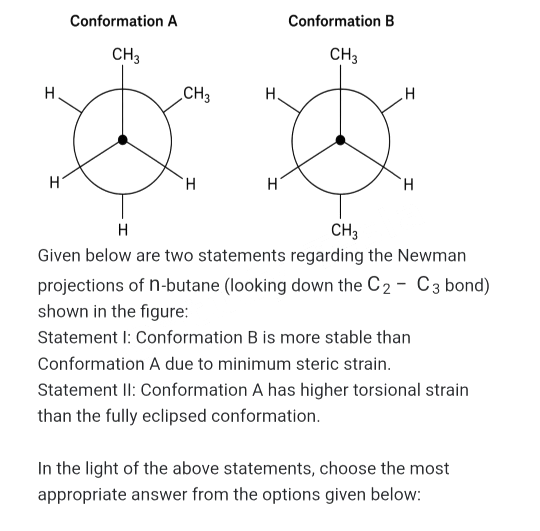 Conformation A Conformation B
CH₃ CH₃
H CH₃ H H
H H H H
H CH₃
Given below are two statements regarding the Newman
projections of n-butane (looking down the C₂ − C₃ bond)
shown in the figure:
Statement I: Conformation B is more stable than
Conformation A due to minimum steric strain.
Statement II: Conformation A has higher torsional strain
than the fully eclipsed conformation.
In the light of the above statements, choose the most
appropriate answer from the options given below: